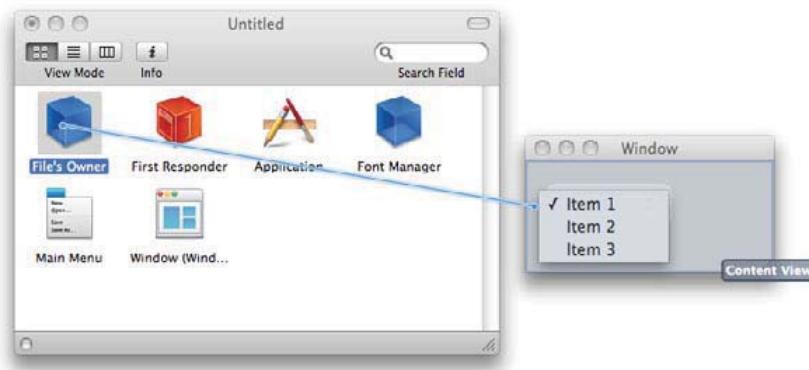 Untitled
View Mode
Info
Search Field
File's Owner
First Responder
Application
Font Manager
Main Menu
Window (Wind...
Window
✓ Item 1
Item 2
Item 3
Content View